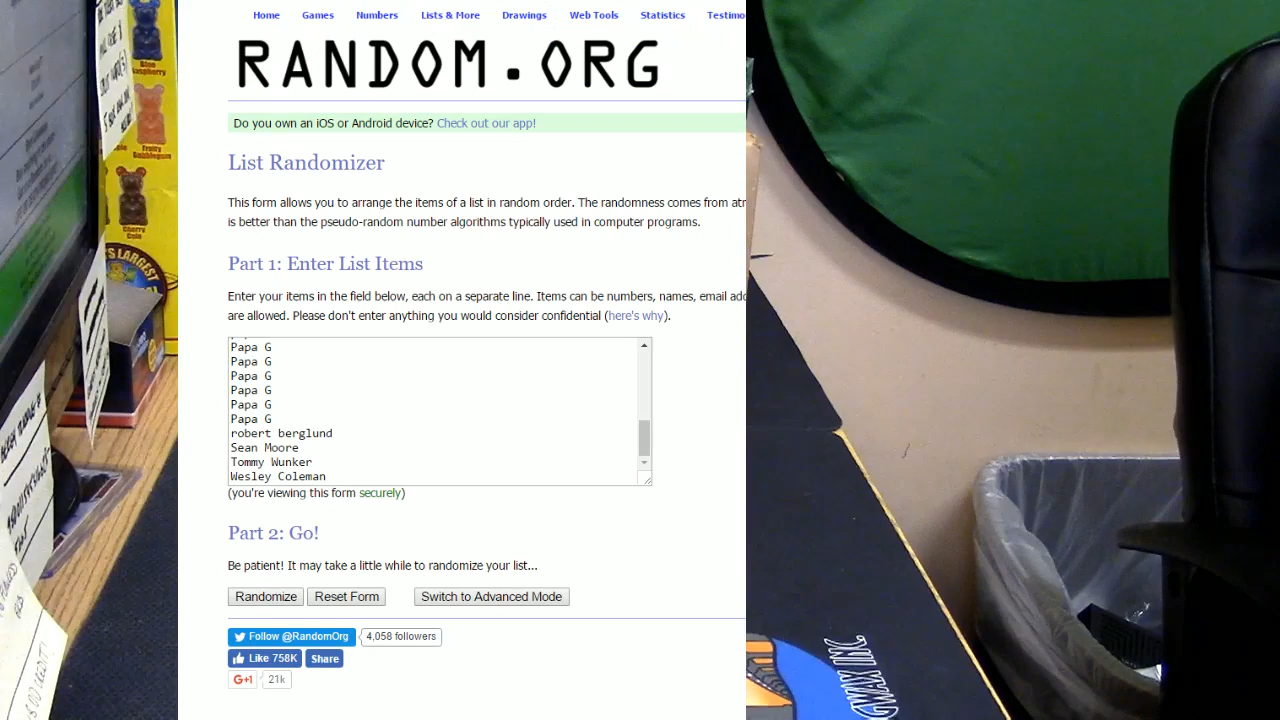 Home Games Numbers Lists & More Drawings Web Tools Statistics Testimo
RANDOM.ORG
Do you own an iOS or Android device? Check out our app!
List Randomizer
This form allows you to arrange the items of a list in random order. The randomness comes from atm
is better than the pseudo-random number algorithms typically used in computer programs.
Part 1: Enter List Items
Enter your items in the field below, each on a separate line. Items can be numbers, names, email add
are allowed. Please don't enter anything you would consider confidential (here's why).
Papa G
Papa G
Papa G
Papa G
Papa G
Papa G
robert berglund
Sean Moore
Tommy Wunker
Wesley Coleman
(you're viewing this form securely)
Part 2: Go!
Be patient! It may take a little while to randomize your list...
Randomize Reset Form Switch to Advanced Mode
Follow @RandomOrg 4,058 followers
Like 758K Share
G+1 21k
Blue
Raspberry
Fruity
Bubblegum
Cherry
Cola
LARGEST
GWAX INC